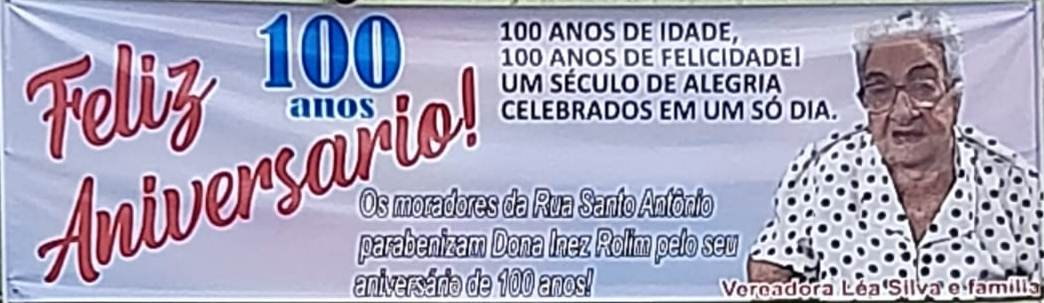 Feliz
Aniversario!
100
anos
100 ANOS DE IDADE,
100 ANOS DE FELICIDADE!
UM SÉCULO DE ALEGRIA
CELEBRADOS EM UM SÓ DIA.
Os moradores da Rua Santo Antônio
parabenizam Dona Inez Rolim pelo seu
aniversário de 100 anos!
Vereadora Léa Silva e família